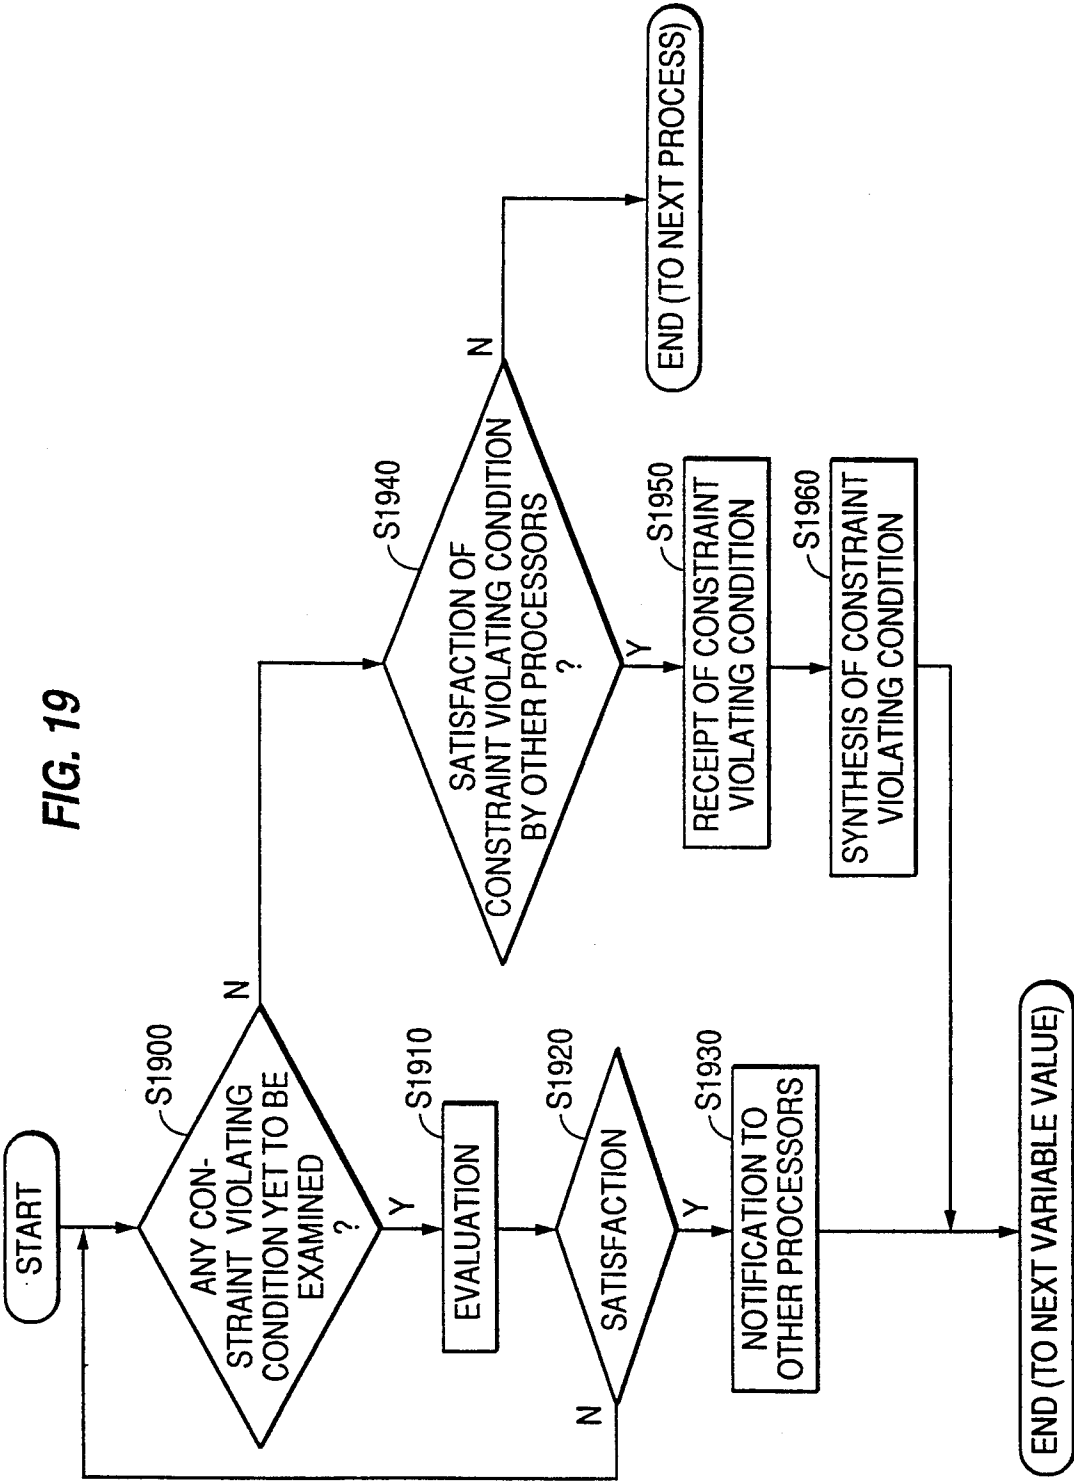 FIG. 19
START
S1900
ANY CON-
STRAINT VIOLATING
CONDITION YET TO BE
EXAMINED
?
N
Y
S1910
EVALUATION
S1920
SATISFACTION
N
Y
S1930
NOTIFICATION TO
OTHER PROCESSORS
END (TO NEXT VARIABLE VALUE)
S1940
SATISFACTION OF
CONSTRAINT VIOLATING CONDITION
BY OTHER PROCESSORS
?
N
Y
S1950
RECEIPT OF CONSTRAINT
VIOLATING CONDITION
S1960
SYNTHESIS OF CONSTRAINT
VIOLATING CONDITION
END (TO NEXT PROCESS)